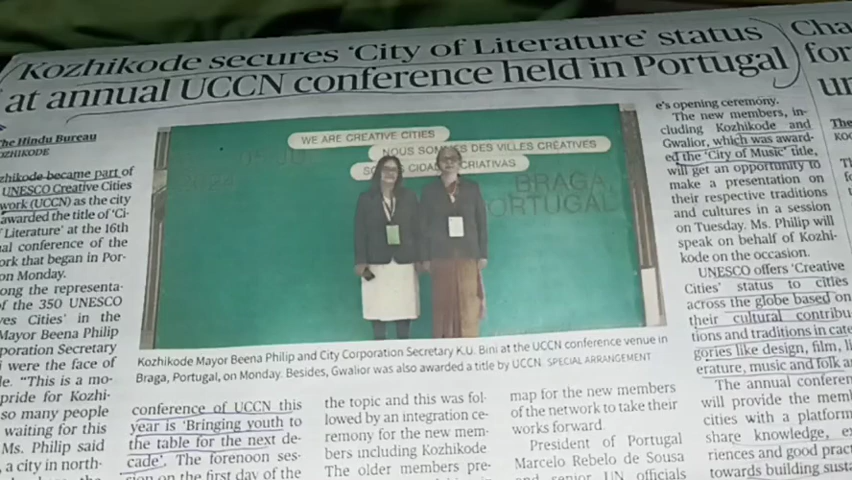 Kozhikode secures 'City of Literature' status
at annual UCCN conference held in Portugal
The Hindu Bureau
KOZHIKODE
became part of
UNESCO Creative Cities
(UCCN) as the city
awarded the title of 'Ci-
Literature' at the 16th
conference of the
that began in Por-
on Monday.
the representa-
of the 350 UNESCO
Cities' in the
Mayor Beena Philip
Secretary
were the face of
"This is a mo-
pride for Kozhi-
so many people
waiting for this
Ms. Philip said
, a city in north-
WE ARE CREATIVE CITIES
NOUS DES VILLES CRÉATIVES
CRIATIVAS
BRAGA,
PORTUGAL
Kozhikode Mayor Beena Philip and City Corporation Secretary K.U. Bini at the UCCN conference venue in
Braga, Portugal, on Monday. Besides, Gwalior was also awarded a title by UCCN. SPECIAL ARRANGEMENT
conference of UCCN this
year is 'Bringing youth to
the table for the next de-
cade'. The forenoon ses-
sion on the first day of the
the topic and this was fol-
lowed by an integration ce-
remony for the new mem-
bers including Kozhikode
The older members pre-
map for the new members
of the network to take their
works forward.
President of Portugal
Marcelo Rebelo de Sousa
and senior UN officials
e's opening ceremony.
The new members, in-
cluding Kozhikode and
Gwalior, which was award-
ed the 'City of Music' title,
will get an opportunity to
make a presentation on
their respective traditions
and cultures in a session
on Tuesday. Ms. Philip will
speak on behalf of Kozhi-
kode on the occasion.
UNESCO offers 'Creative
Cities' status to cities
across the globe based on
their cultural contribu-
tions and traditions in cate-
gories like design, film, li
erature, music and folk a
The annual conferen
will provide the mem
cities with a platform
share knowledge, ex
riences and good pract
towards building susta
Cha
for
un
The